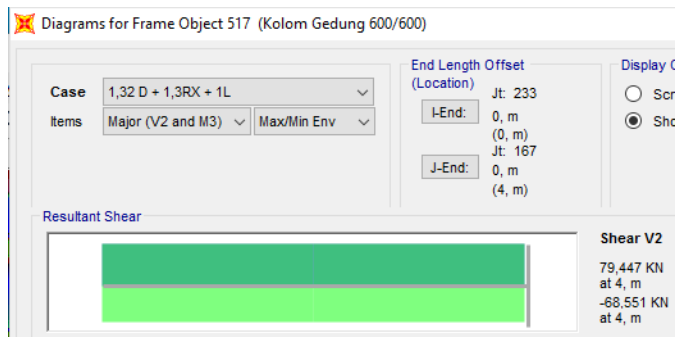 Diagrams for Frame Object 517 (Kolom Gedung 600/600)
End Length Offset
(Location)
Display
Case
1,32 D + 1,3RX + 1L
Items
Major (V2 and M3)
Max/Min Env
Jt: 233
I-End:
0, m
(0, m)
Jt: 167
J-End:
0, m
(4, m)
Resultant Shear
Shear V2
79,447 KN
at 4, m
-68,551 KN
at 4, m